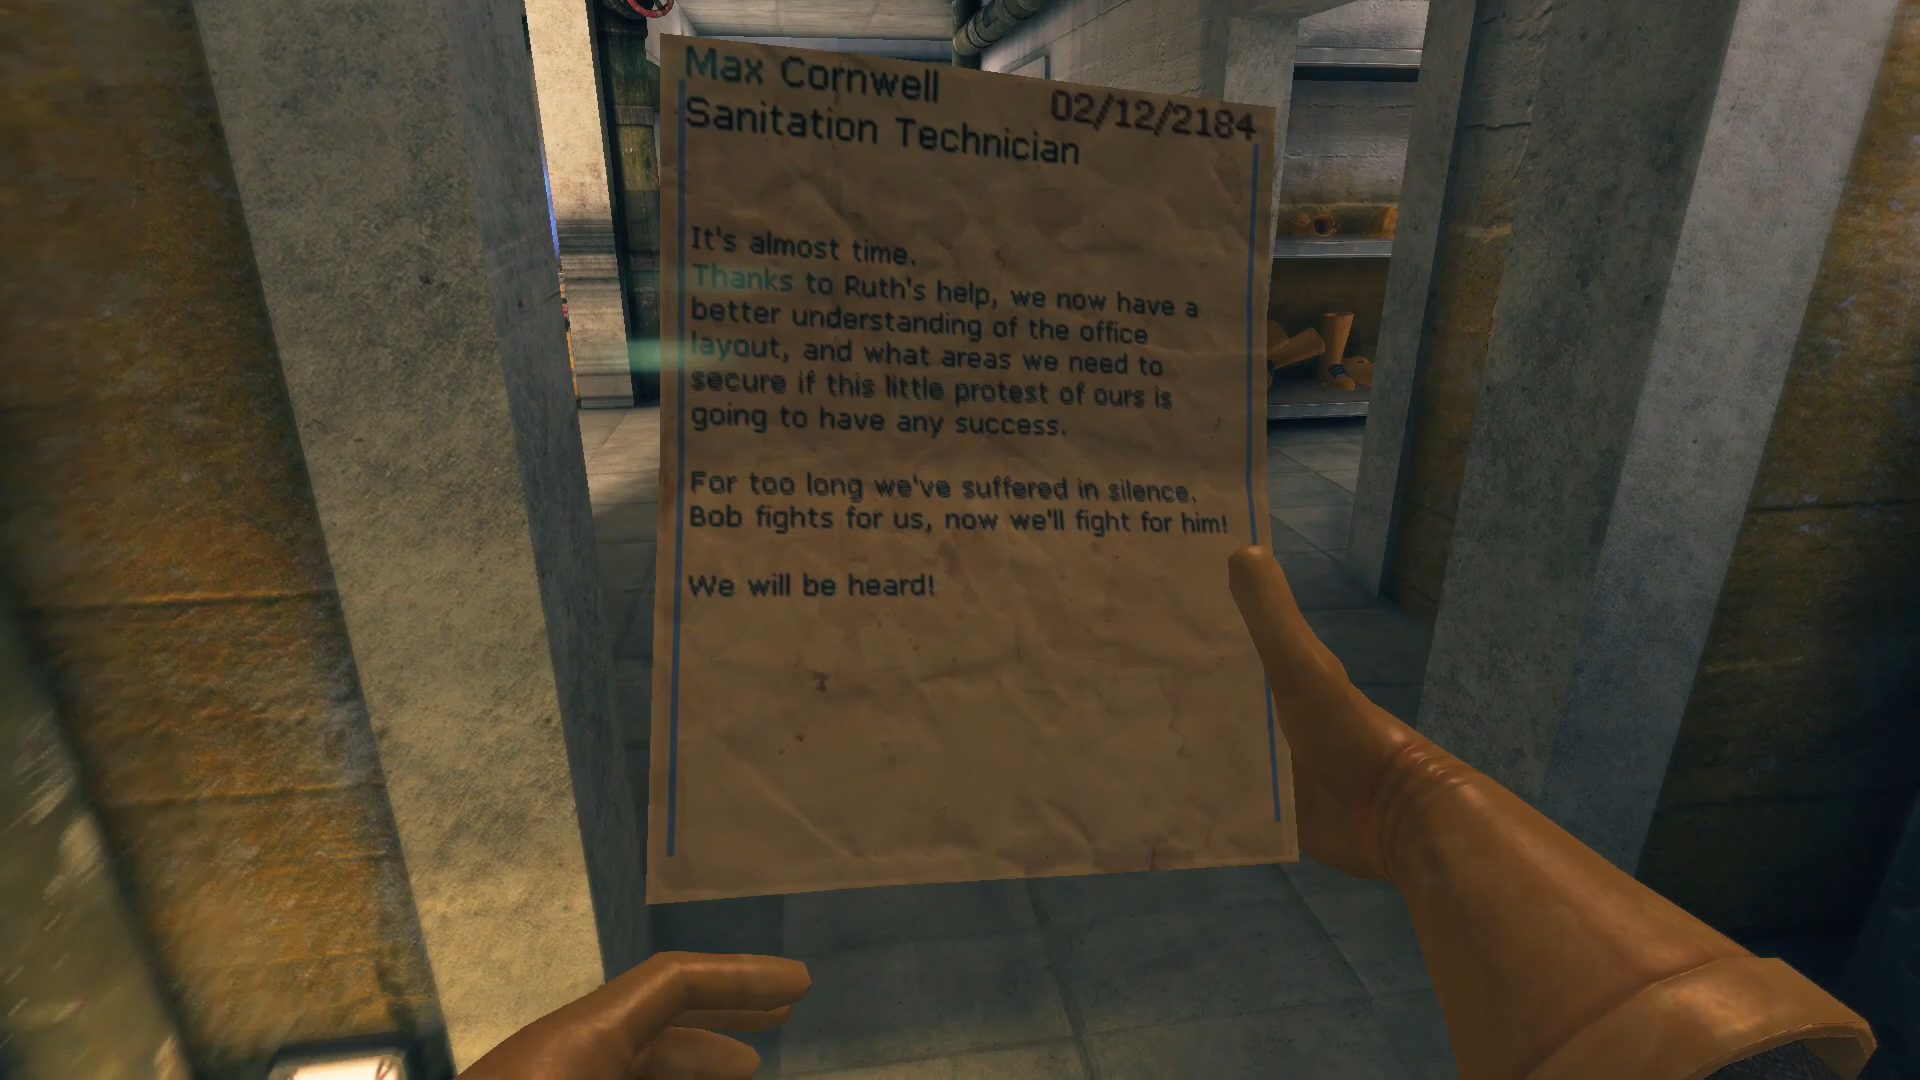 Max Cornwell
02/12/2184
Sanitation Technician
It's almost time.
Thanks to Ruth's help, we now have a
better understanding of the office
layout, and what areas we need to
secure if this little protest of ours is
going to have any success.
For too long we've suffered in silence.
Bob fights for us, now we'll fight for him!
We will be heard!